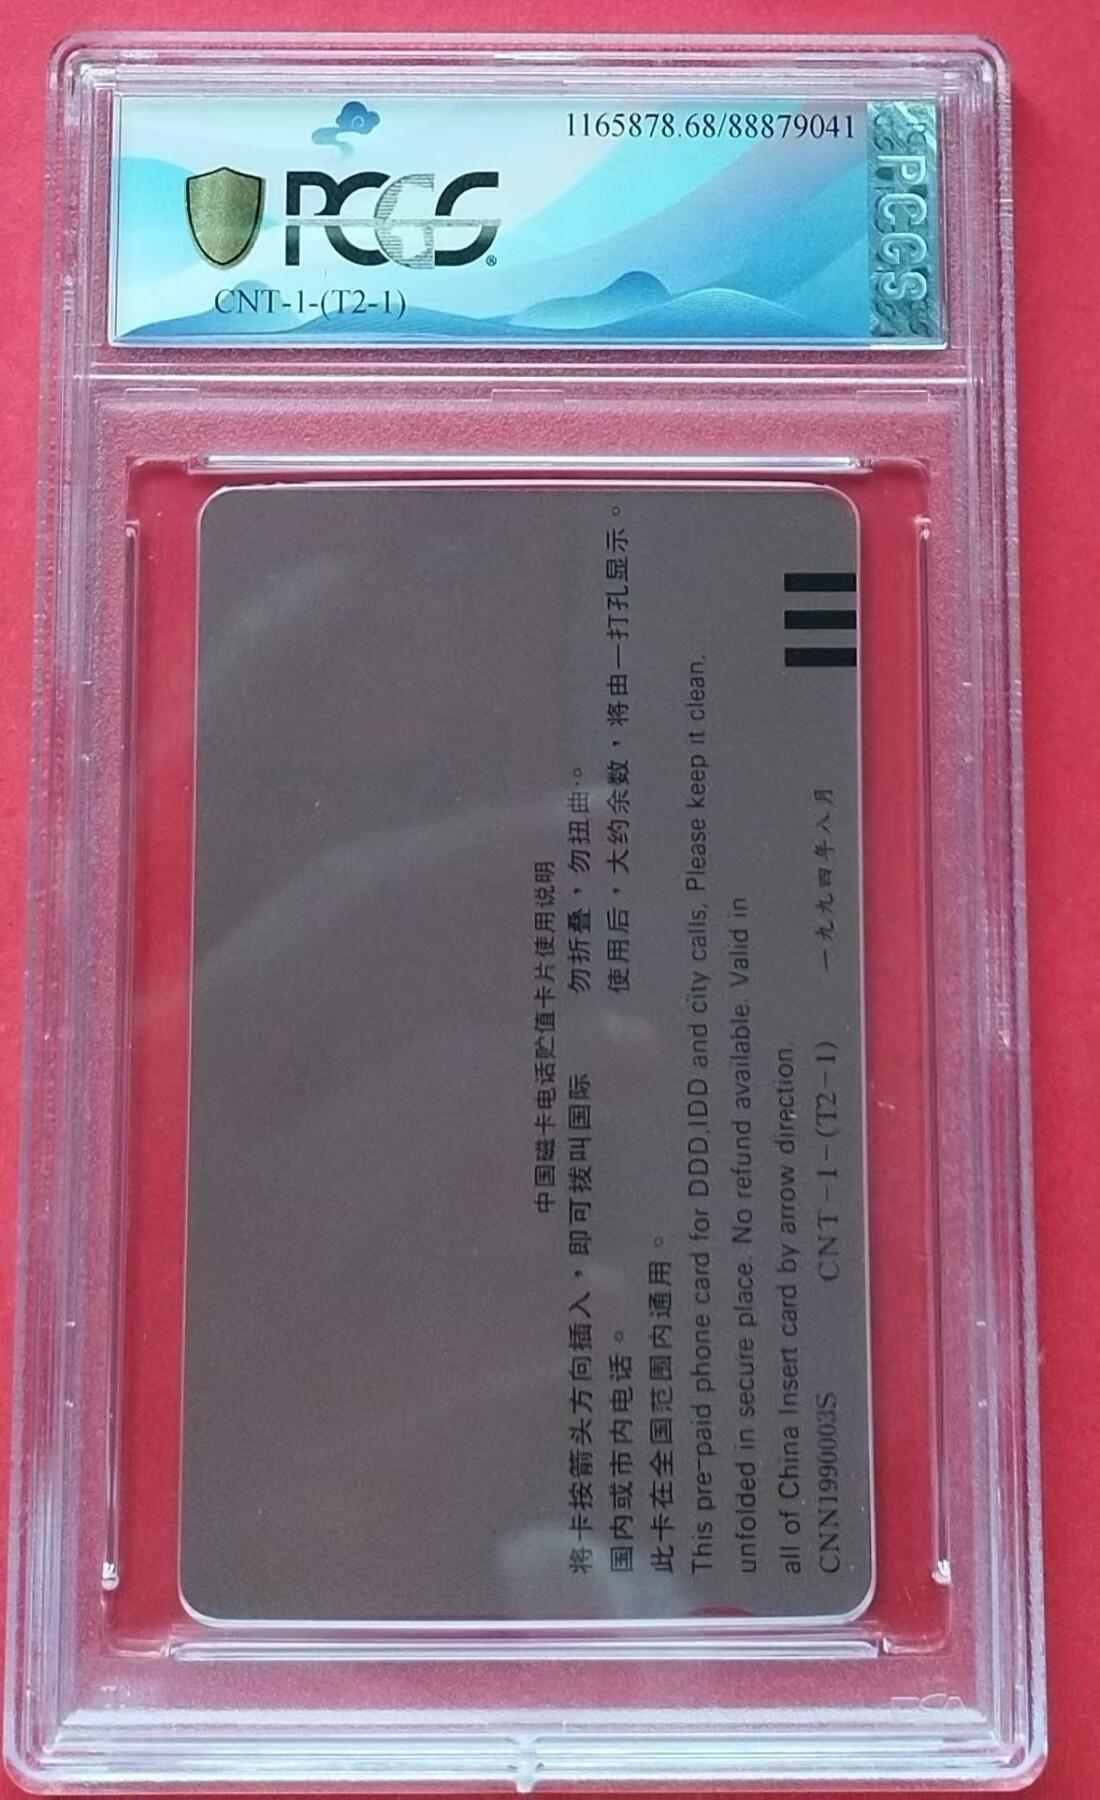 1165878.68/88879041
PCGS
PCGS
CNT-1-(T2-1)
中国磁卡电话贮值卡片使用说明
将卡按箭头方向插入，即可拨叫国际 勿折叠，勿扭曲。
国内或市内电话。 使用后，大约余数，将由一打孔显示。
此卡在全国范围内通用。
This pre-paid phone card for DDD,IDD and city calls, Please keep it clean,
unfolded in secure place. No refund available. Valid in
all of China Insert card by arrow direction.
CNN1990003S CNT-1-(T2-1) 一九九四年八月